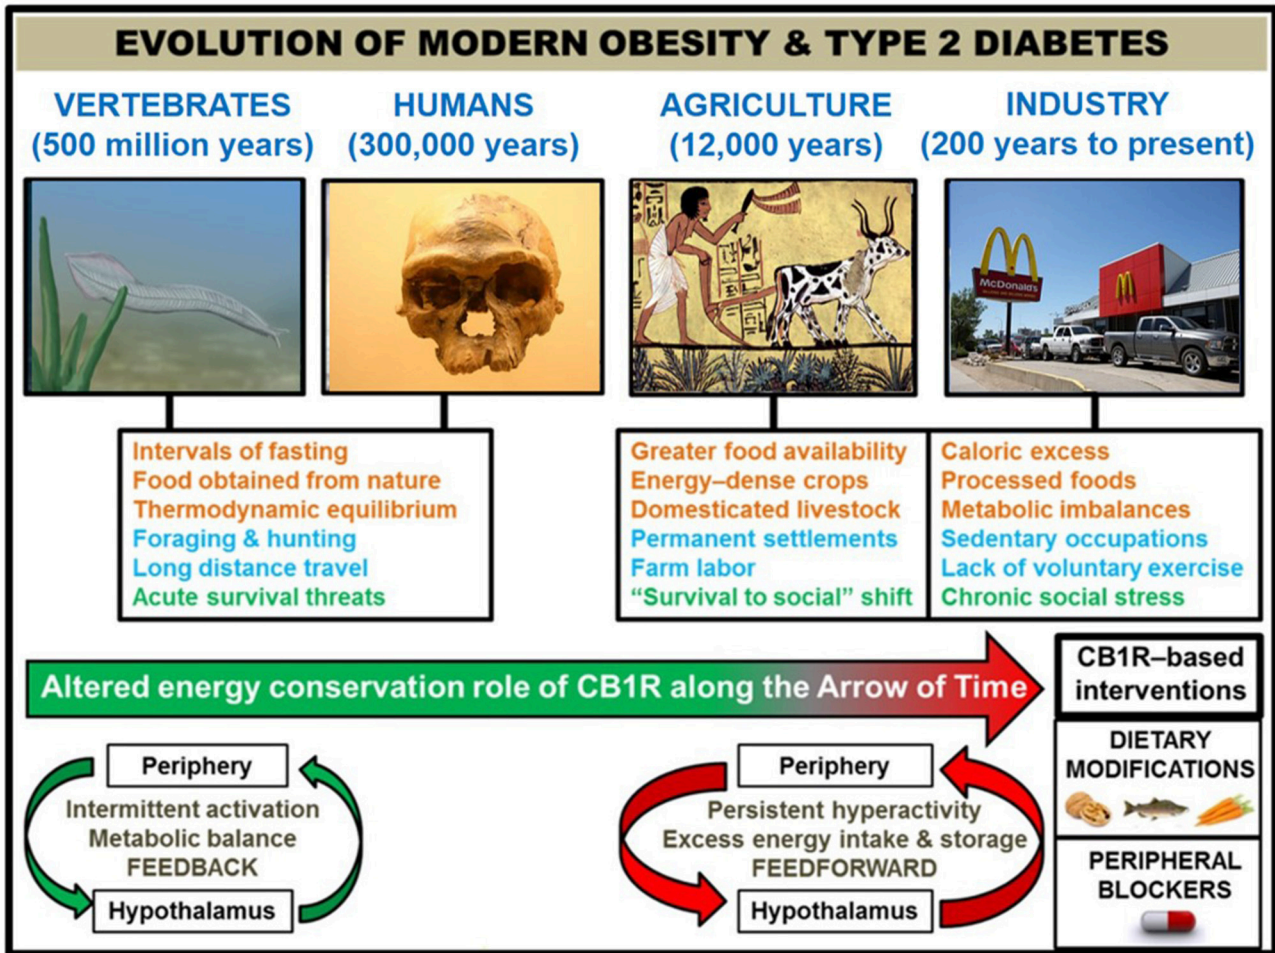 EVOLUTION OF MODERN OBESITY & TYPE 2 DIABETES
VERTEBRATES
(500 million years)
HUMANS
(300,000 years)
AGRICULTURE
(12,000 years)
INDUSTRY
(200 years to present)
McDonald's
Intervals of fasting
Food obtained from nature
Thermodynamic equilibrium
Foraging & hunting
Long distance travel
Acute survival threats
Greater food availability
Energy–dense crops
Domesticated livestock
Permanent settlements
Farm labor
“Survival to social” shift
Caloric excess
Processed foods
Metabolic imbalances
Sedentary occupations
Lack of voluntary exercise
Chronic social stress
Altered energy conservation role of CB1R along the Arrow of Time
CB1R–based
interventions
DIETARY
MODIFICATIONS
PERIPHERAL
BLOCKERS
Periphery
Intermittent activation
Metabolic balance
FEEDBACK
Hypothalamus
Periphery
Persistent hyperactivity
Excess energy intake & storage
FEEDFORWARD
Hypothalamus